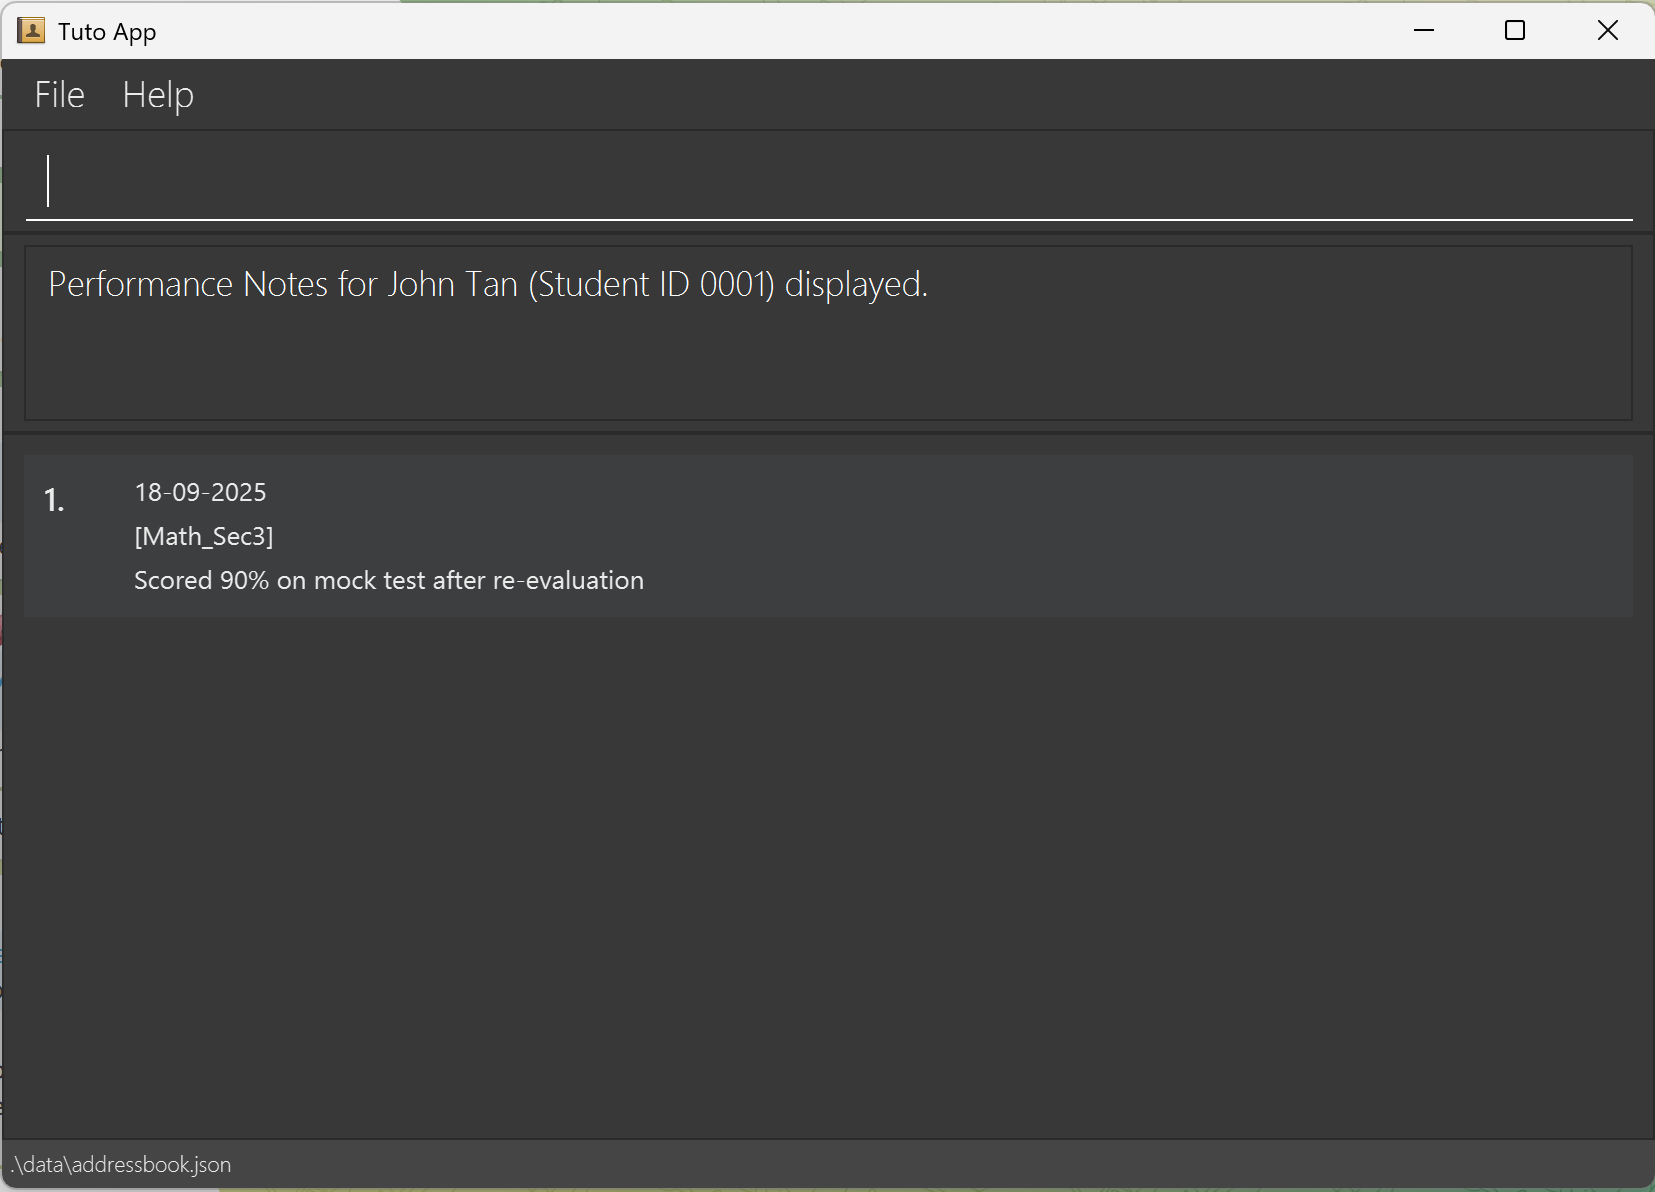 Tuto App
File Help
Performance Notes for John Tan (Student ID 0001) displayed.
1.
18-09-2025
[Math_Sec3]
Scored 90% on mock test after re-evaluation
.\data\addressbook.json